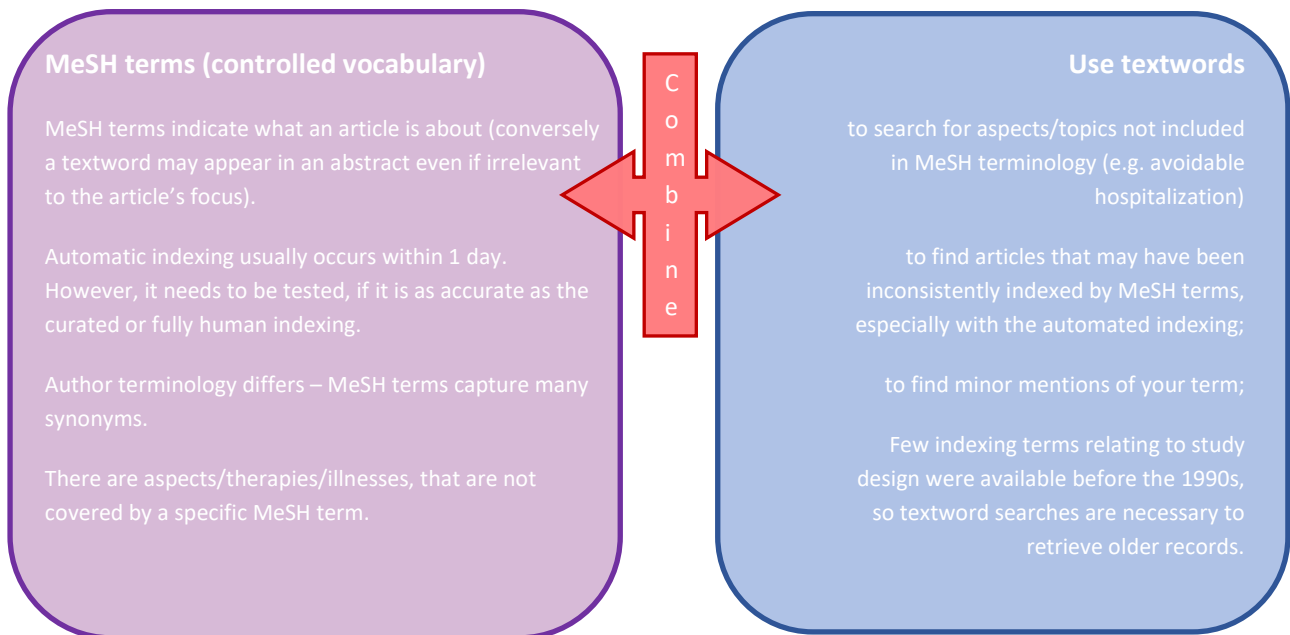 MeSH terms (controlled vocabulary)
MeSH terms indicate what an article is about (conversely
a textword may appear in an abstract even if irrelevant
to the article's focus).
Automatic indexing usually occurs within 1 day.
However, it needs to be tested, if it is as accurate as the
curated or fully human indexing.
Author terminology differs – MeSH terms capture many
synonyms.
There are aspects/therapies/illnesses, that are not
covered by a specific MeSH term.
C
o
m
b
i
n
e
Use textwords
to search for aspects/topics not included
in MeSH terminology (e.g. avoidable
hospitalization)
to find articles that may have been
inconsistently indexed by MeSH terms,
especially with the automated indexing;
to find minor mentions of your term;
Few indexing terms relating to study
design were available before the 1990s,
so textword searches are necessary to
retrieve older records.